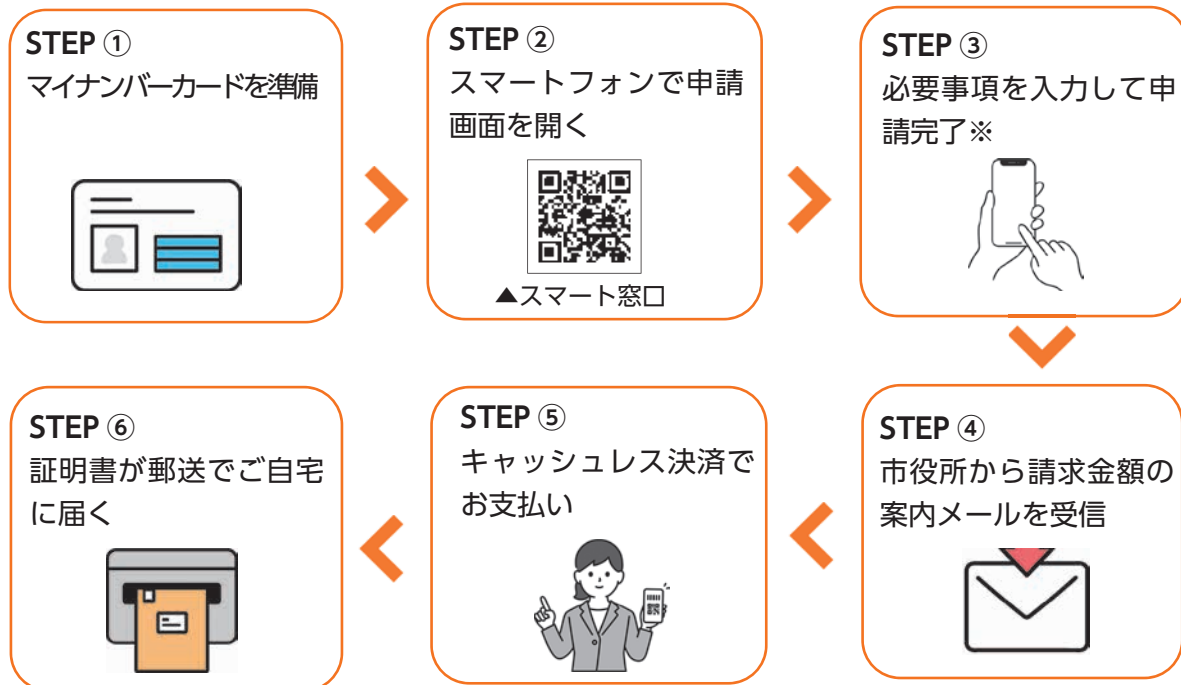 STEP ①
マイナンバーカードを準備
STEP ②
スマートフォンで申請
画面を開く
▲スマート窓口
STEP ③
必要事項を入力して申
請完了※
STEP ④
市役所から請求金額の
案内メールを受信
STEP ⑤
キャッシュレス決済で
お支払い
STEP ⑥
証明書が郵送でご自宅
に届く